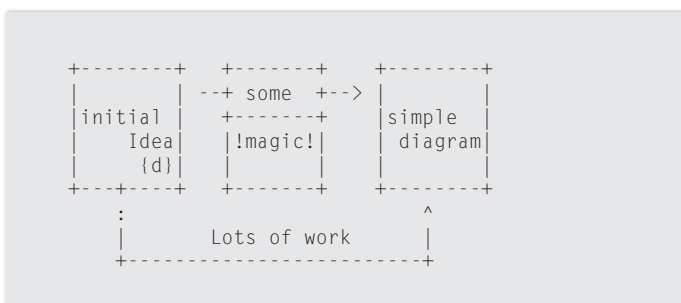 +--------+   +-------+    +--------+
|        | --+ some  +--> |        |
|initial |   +-------+    |simple  |
|    Idea|   |!magic!|    | diagram|
|     {d}|   |       |    |        |
+---+----+   +-------+    +--------+
    :                         ^
    |       Lots of work      |
    +-------------------------+